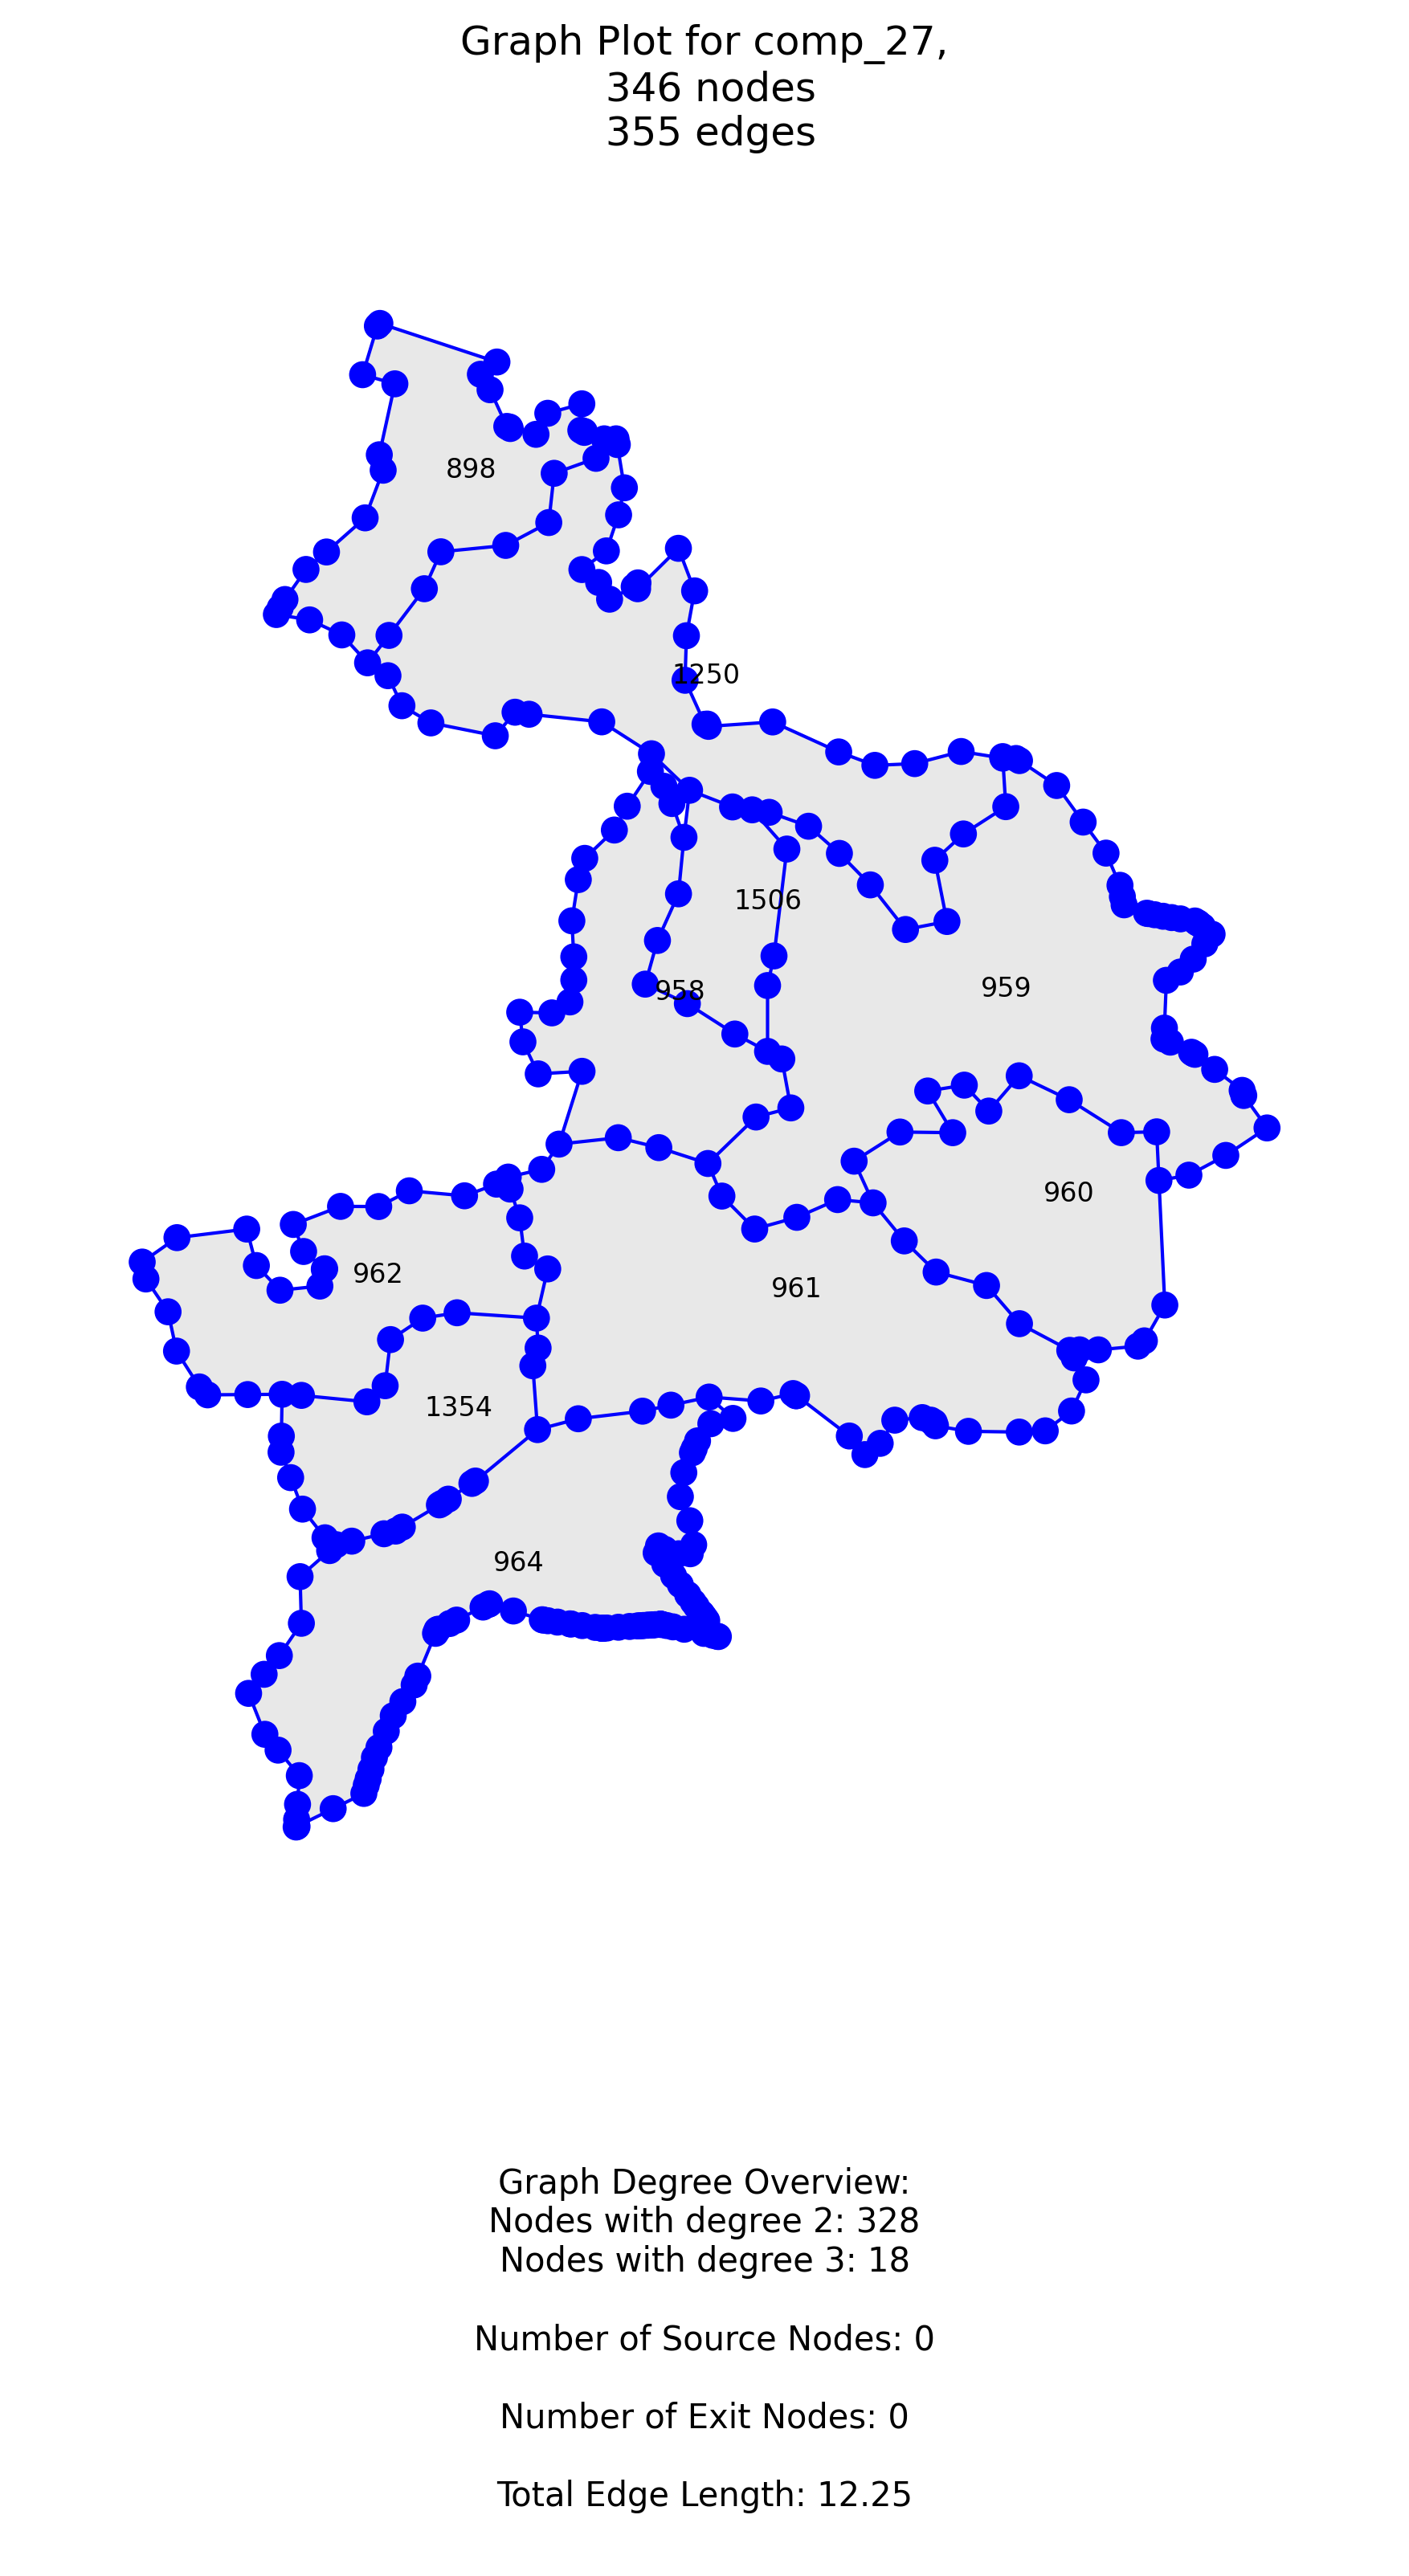 Graph Plot for comp_27,
346 nodes
355 edges
898
1250
1506
958
959
960
962
961
1354
964
Graph Degree Overview:
Nodes with degree 2: 328
Nodes with degree 3: 18
Number of Source Nodes: 0
Number of Exit Nodes: 0
Total Edge Length: 12.25